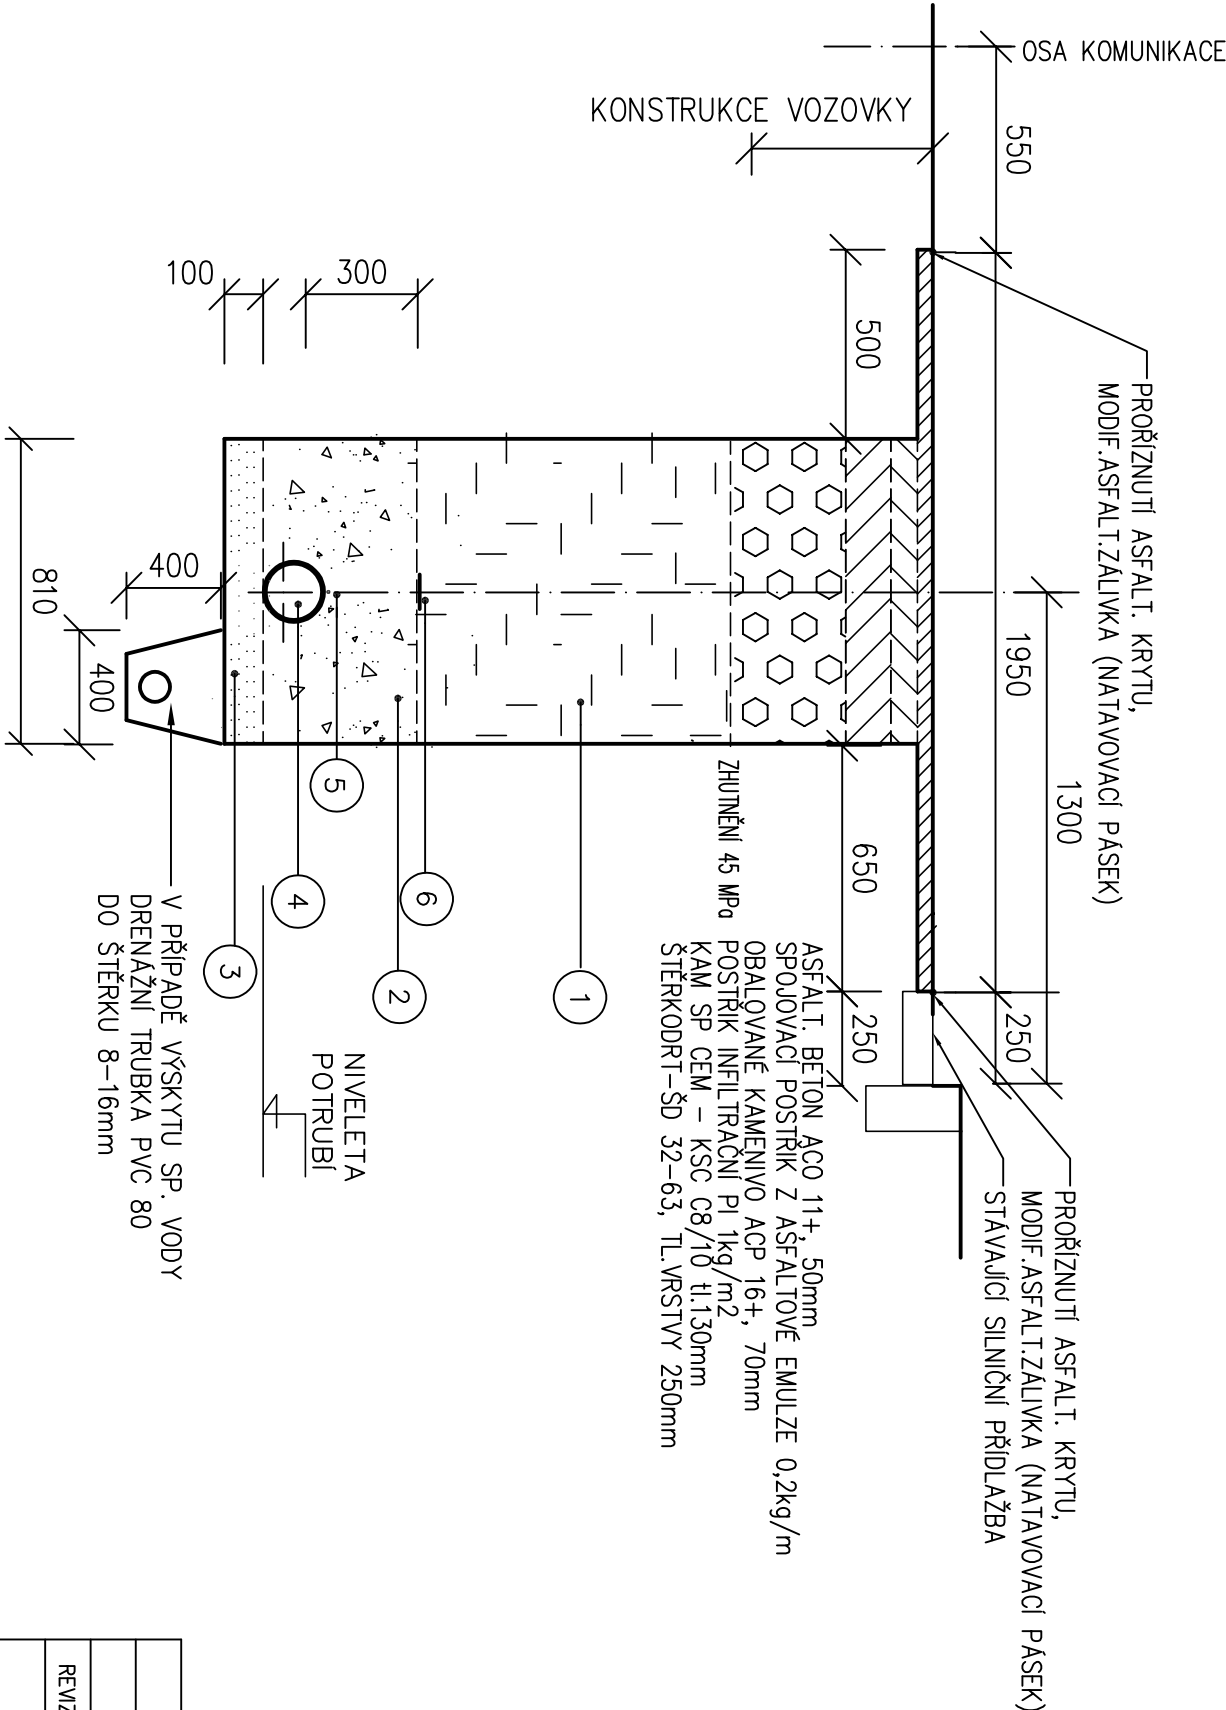 OSA KOMUNIKACE
KONSTRUKCE VOZOVKY
550
PROŘÍZNUTÍ ASFALT. KRYTU,
MODIF.ASFALT.ZÁLIVKA (NATAVOVACÍ PÁSEK)
100
300
500
1950
1300
400
810
400
650
250
250
ZHUTNĚNÍ 45 MPa
ASFALT. BETON ACO 11+, 50mm
SPOJOVACÍ POSTŘIK Z ASFALTOVÉ EMULZE 0,2kg/m
OBALOVANÉ KAMENIVO ACP 16+, 70mm
POSTŘIK INFILTRAČNÍ PI 1kg/m2
KAM SP CEM - KSC C8/10 tl.130mm
ŠTĚRKODRT-ŠD 32-63, TL.VRSTVY 250mm
PROŘÍZNUTÍ ASFALT. KRYTU,
MODIF.ASFALT.ZÁLIVKA (NATAVOVACÍ PÁSEK)
STÁVAJÍCÍ SILNIČNÍ PŘÍDLAŽBA
1
2
3
4
5
6
NIVELETA
POTRUBÍ
V PŘÍPADĚ VÝSKYTU SP. VODY
DRENÁŽNÍ TRUBKA PVC 80
DO ŠTĚRKU 8-16mm